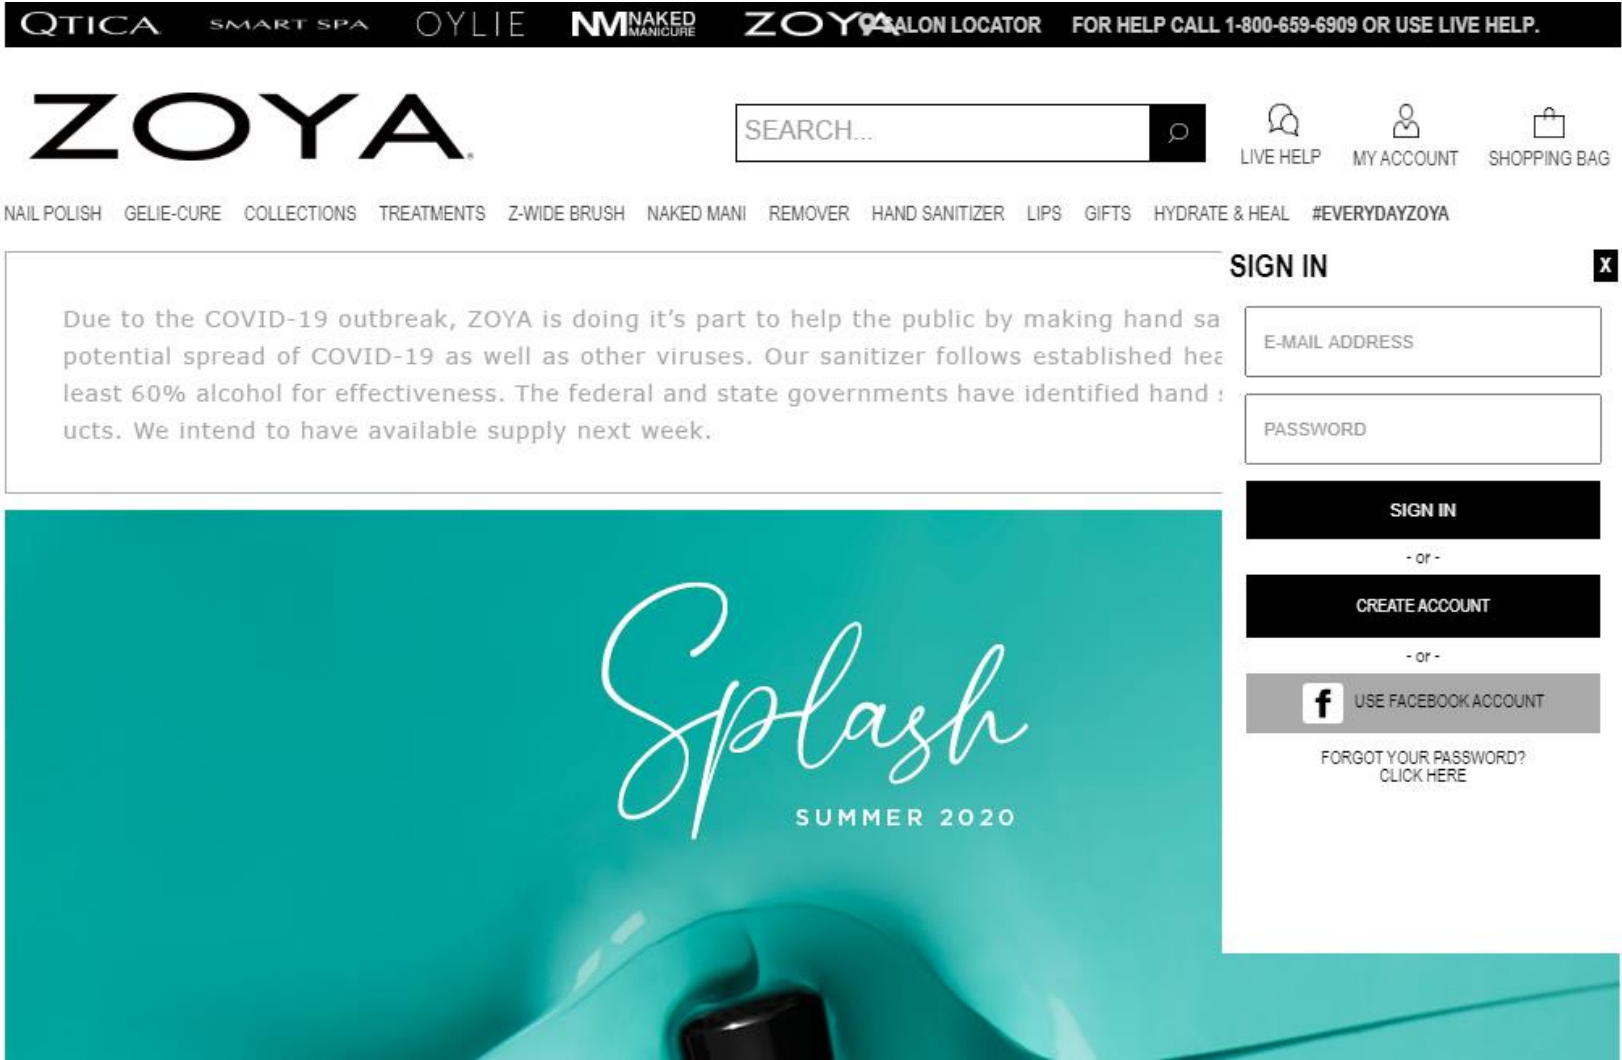 QTICA SMART SPA OYLIE NM NAKED MANICURE ZOYA SALON LOCATOR FOR HELP CALL 1-800-659-6909 OR USE LIVE HELP.
ZOYA
SEARCH...
LIVE HELP MY ACCOUNT SHOPPING BAG
NAIL POLISH GELIE-CURE COLLECTIONS TREATMENTS Z-WIDE BRUSH NAKED MANI REMOVER HAND SANITIZER LIPS GIFTS HYDRATE & HEAL #EVERYDAYZOYA
Due to the COVID-19 outbreak, ZOYA is doing it's part to help the public by making hand sa
potential spread of COVID-19 as well as other viruses. Our sanitizer follows established hea
least 60% alcohol for effectiveness. The federal and state governments have identified hand
ucts. We intend to have available supply next week.
Splash
SUMMER 2020
SIGN IN X
E-MAIL ADDRESS
PASSWORD
SIGN IN
- or -
CREATE ACCOUNT
- or -
f USE FACEBOOK ACCOUNT
FORGOT YOUR PASSWORD?
CLICK HERE